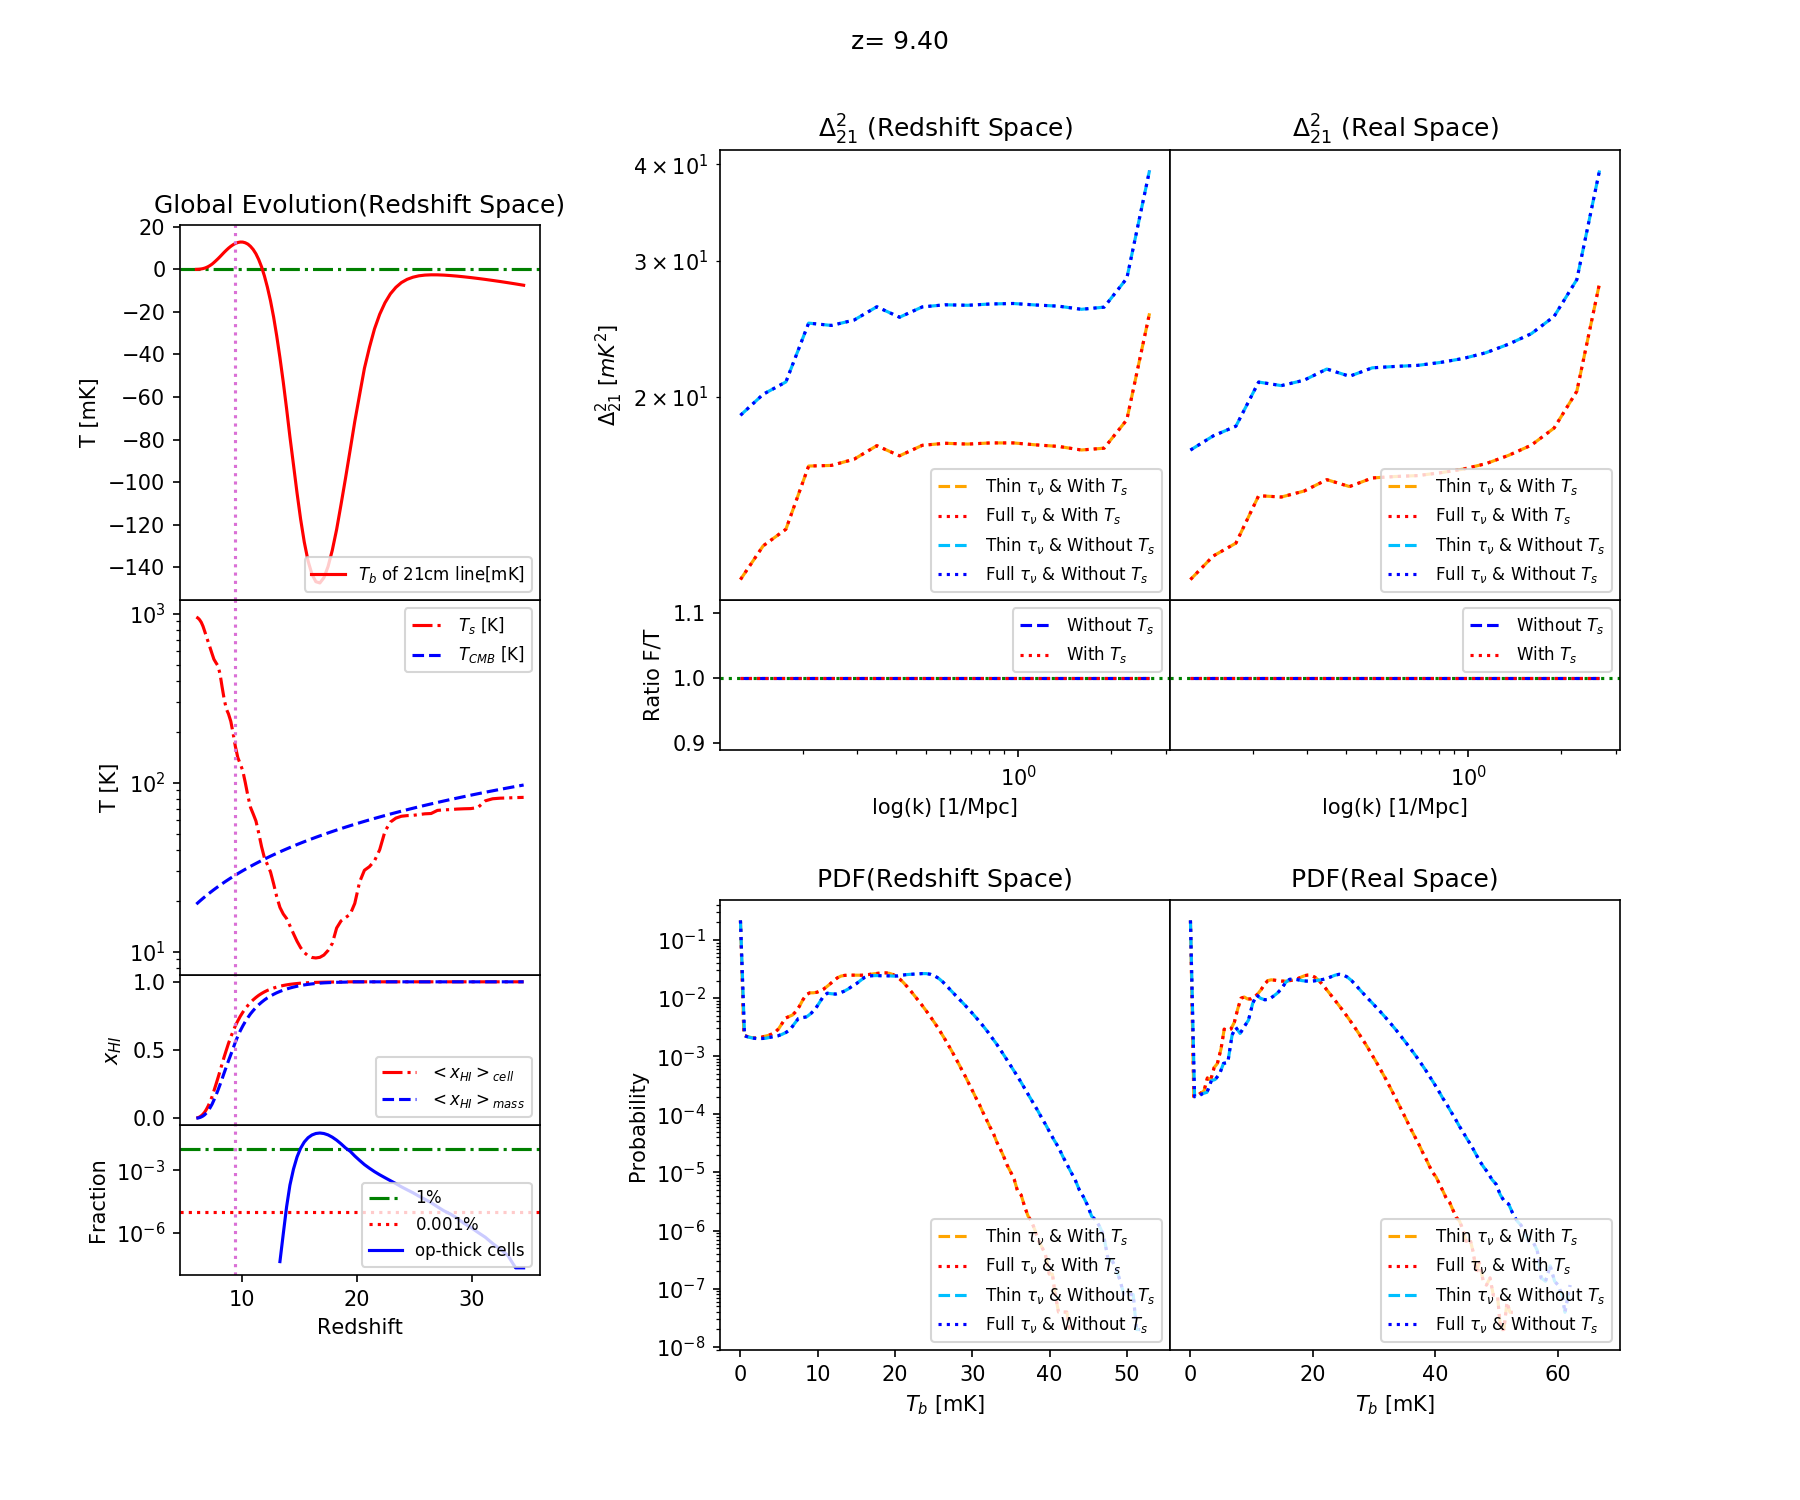 z= 9.40
Global Evolution(Redshift Space)
T [mK]
20
0
−20
−40
−60
−80
−100
−120
−140
T_b of 21cm line[mK]
T [K]
10^3
10^2
10^1
T_s [K]
T_CMB [K]
x_HI
1.0
0.5
0.0
< x_HI >_cell
< x_HI >_mass
Fraction
10^−3
10^−6
1%
0.001%
op-thick cells
10 20 30
Redshift
Δ^2_21 (Redshift Space)
Δ^2_21 (Real Space)
Δ^2_21 [mK^2]
4 × 10^1
3 × 10^1
2 × 10^1
Thin τ_ν & With T_s
Full τ_ν & With T_s
Thin τ_ν & Without T_s
Full τ_ν & Without T_s
Thin τ_ν & With T_s
Full τ_ν & With T_s
Thin τ_ν & Without T_s
Full τ_ν & Without T_s
Ratio F/T
1.1
1.0
0.9
Without T_s
With T_s
Without T_s
With T_s
10^0
10^0
log(k) [1/Mpc]
log(k) [1/Mpc]
PDF(Redshift Space)
PDF(Real Space)
Probability
10^−1
10^−2
10^−3
10^−4
10^−5
10^−6
10^−7
10^−8
Thin τ_ν & With T_s
Full τ_ν & With T_s
Thin τ_ν & Without T_s
Full τ_ν & Without T_s
Thin τ_ν & With T_s
Full τ_ν & With T_s
Thin τ_ν & Without T_s
Full τ_ν & Without T_s
0 10 20 30 40 50
0 20 40 60
T_b [mK]
T_b [mK]